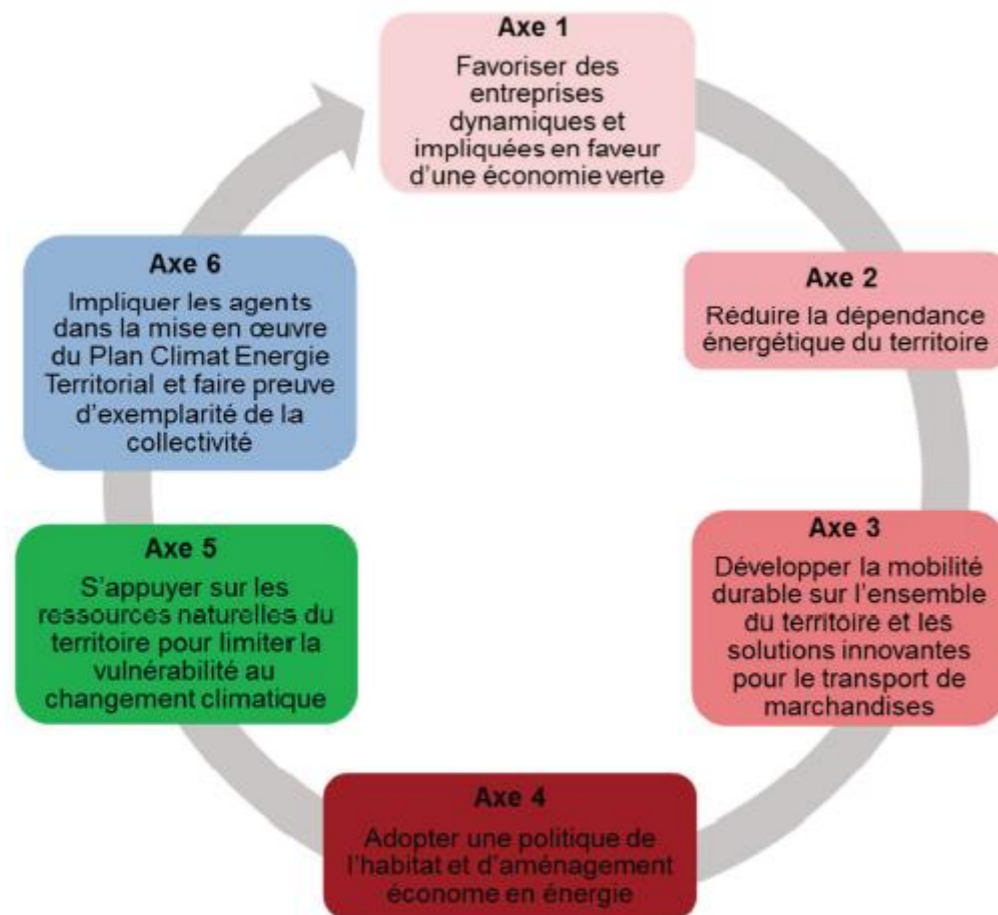 Axe 1
Favoriser des
entreprises
dynamiques et
impliquées en faveur
d'une économie verte
Axe 2
Réduire la dépendance
énergétique du territoire
Axe 3
Développer la mobilité
durable sur l'ensemble
du territoire et les
solutions innovantes
pour le transport de
marchandises
Axe 4
Adopter une politique de
l'habitat et d'aménagement
économe en énergie
Axe 5
S'appuyer sur les
ressources naturelles du
territoire pour limiter la
vulnérabilité au
changement climatique
Axe 6
Impliquer les agents
dans la mise en œuvre
du Plan Climat Energie
Territorial et faire preuve
d'exemplarité de la
collectivité